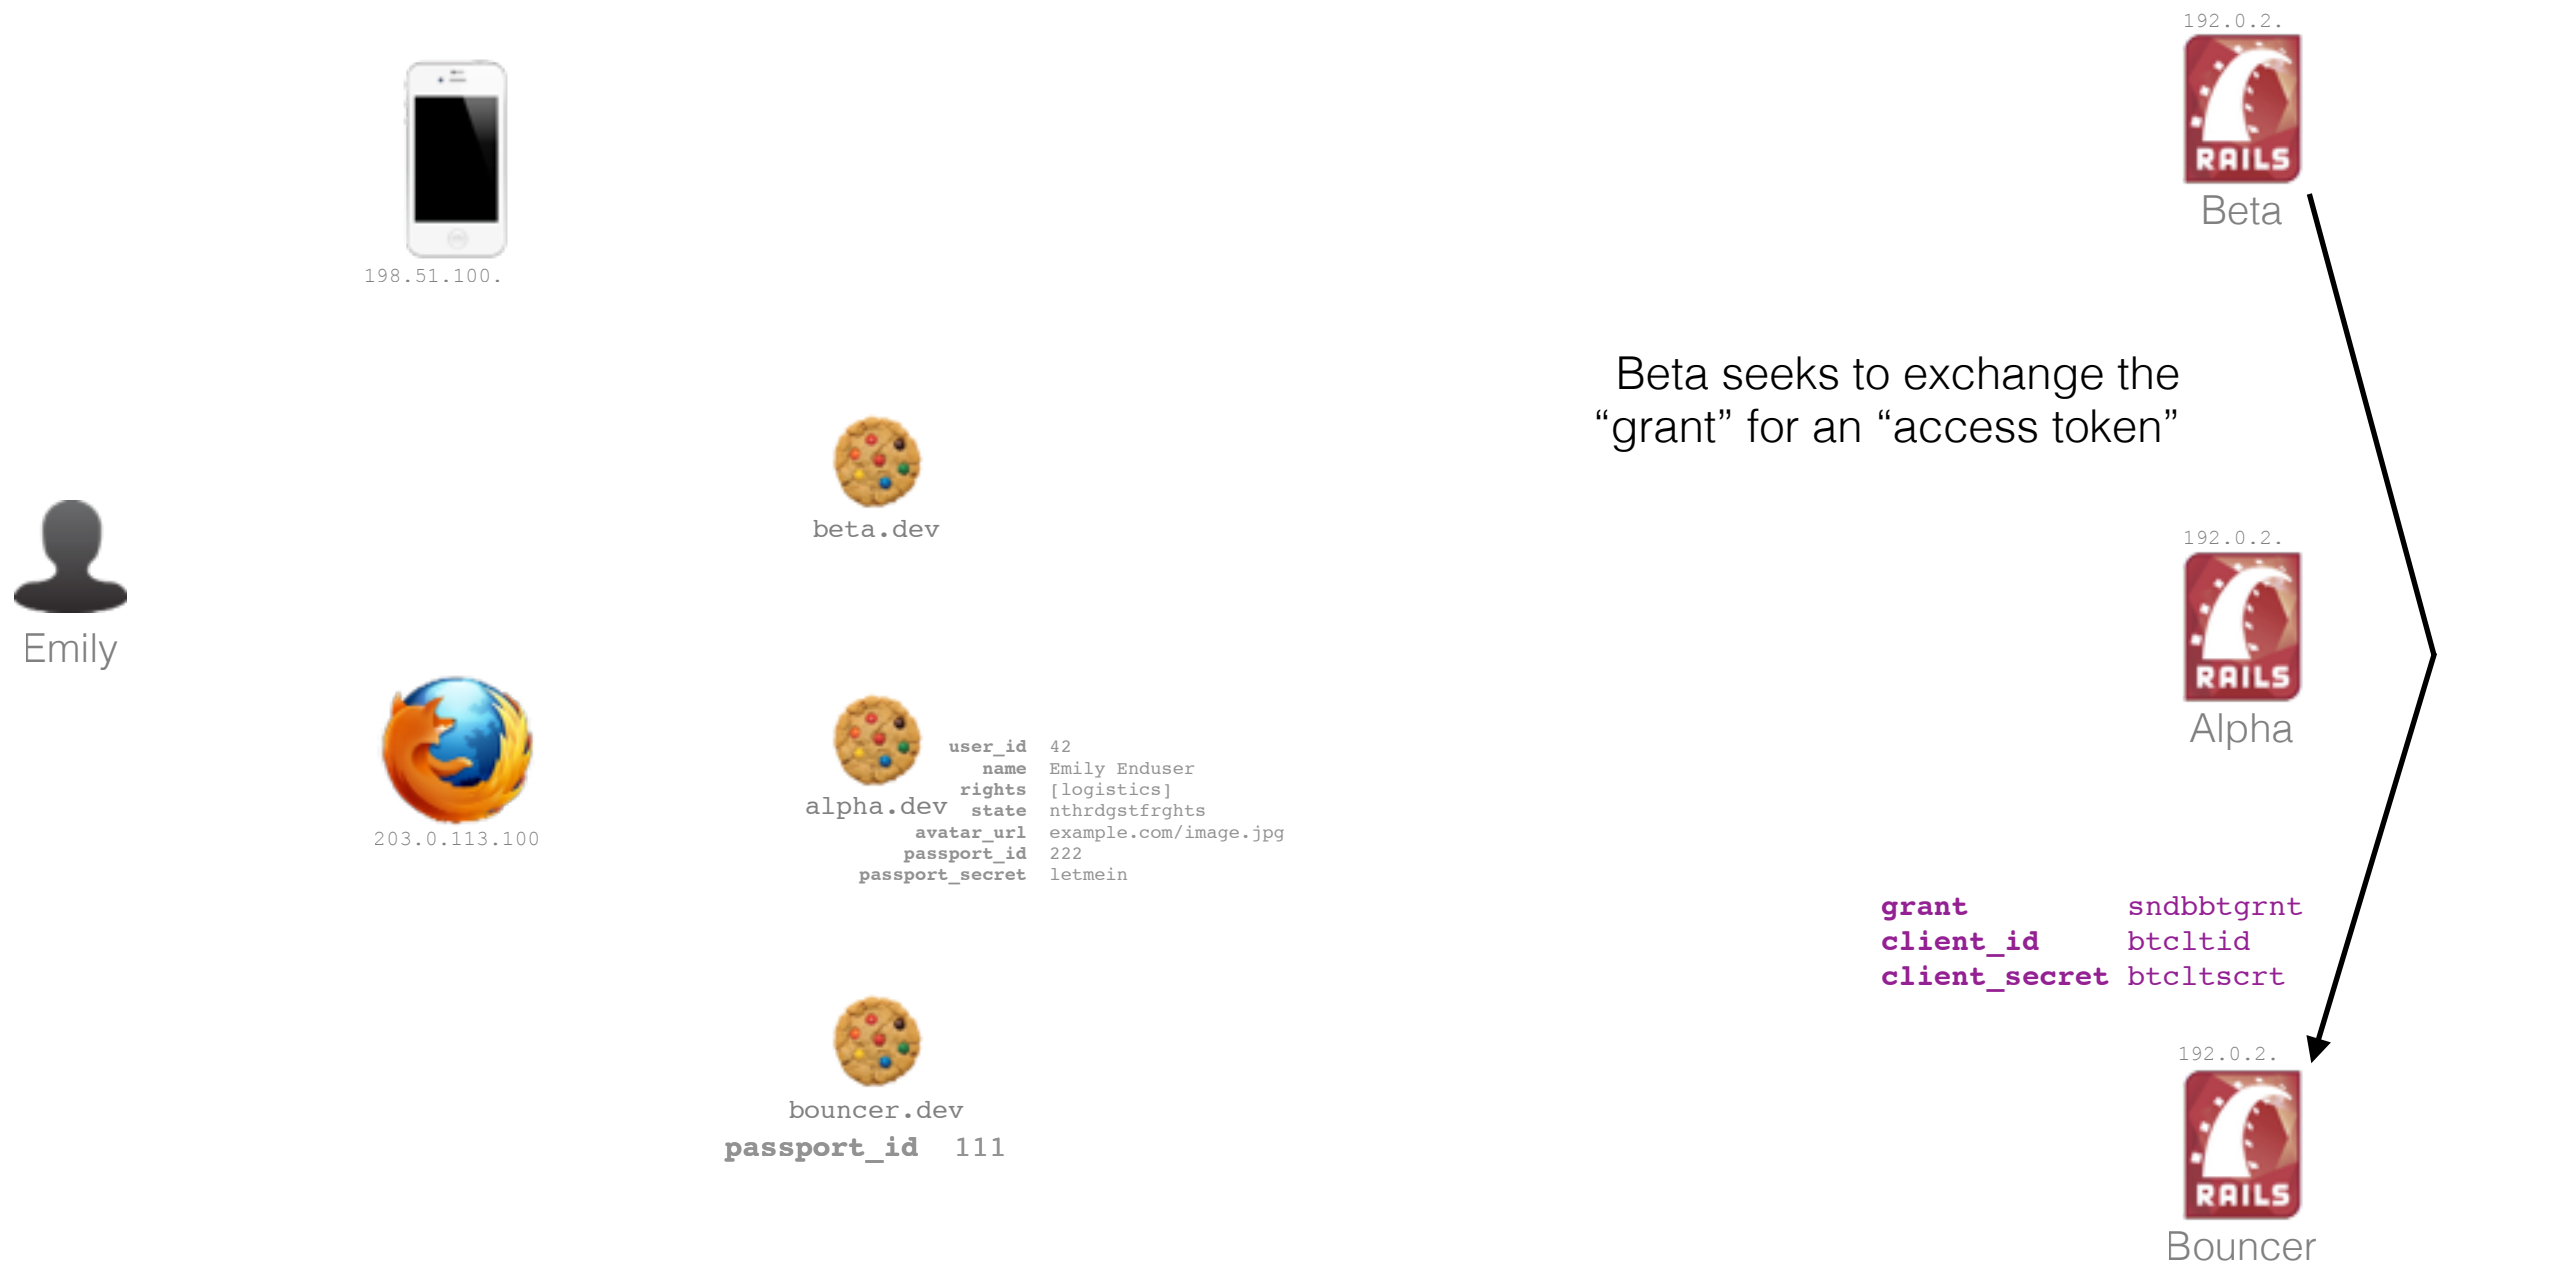 192.0.2.
RAILS
Beta
198.51.100.
Beta seeks to exchange the
“grant” for an “access token”
beta.dev
192.0.2.
RAILS
Alpha
Emily
203.0.113.100
alpha.dev
user_id 42
name Emily Enduser
rights [logistics]
state nthrdgstfrghts
avatar_url example.com/image.jpg
passport_id 222
passport_secret letmein
grant sndbbtgrnt
client_id btcltid
client_secret btcltscrt
bouncer.dev
passport_id 111
192.0.2.
RAILS
Bouncer